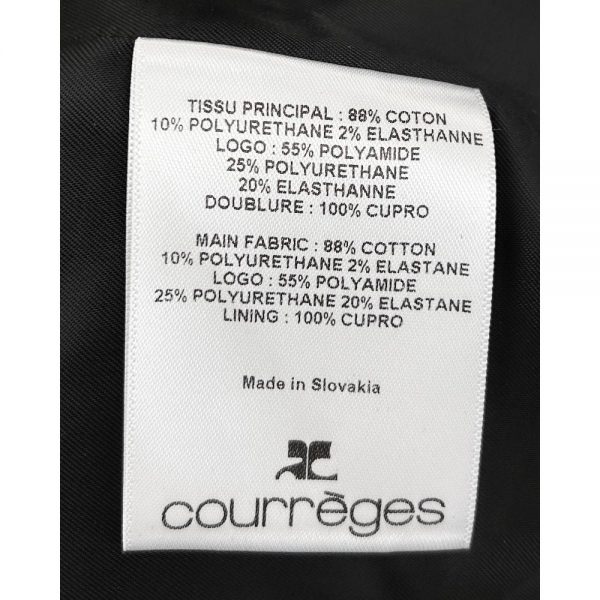 TISSU PRINCIPAL : 88% COTON
10% POLYURETHANE 2% ELASTHANNE
LOGO : 55% POLYAMIDE
25% POLYURETHANE
20% ELASTHANNE
DOUBLURE : 100% CUPRO
MAIN FABRIC : 88% COTTON
10% POLYURETHANE 2% ELASTANE
LOGO : 55% POLYAMIDE
25% POLYURETHANE 20% ELASTANE
LINING : 100% CUPRO
Made in Slovakia
courrèges